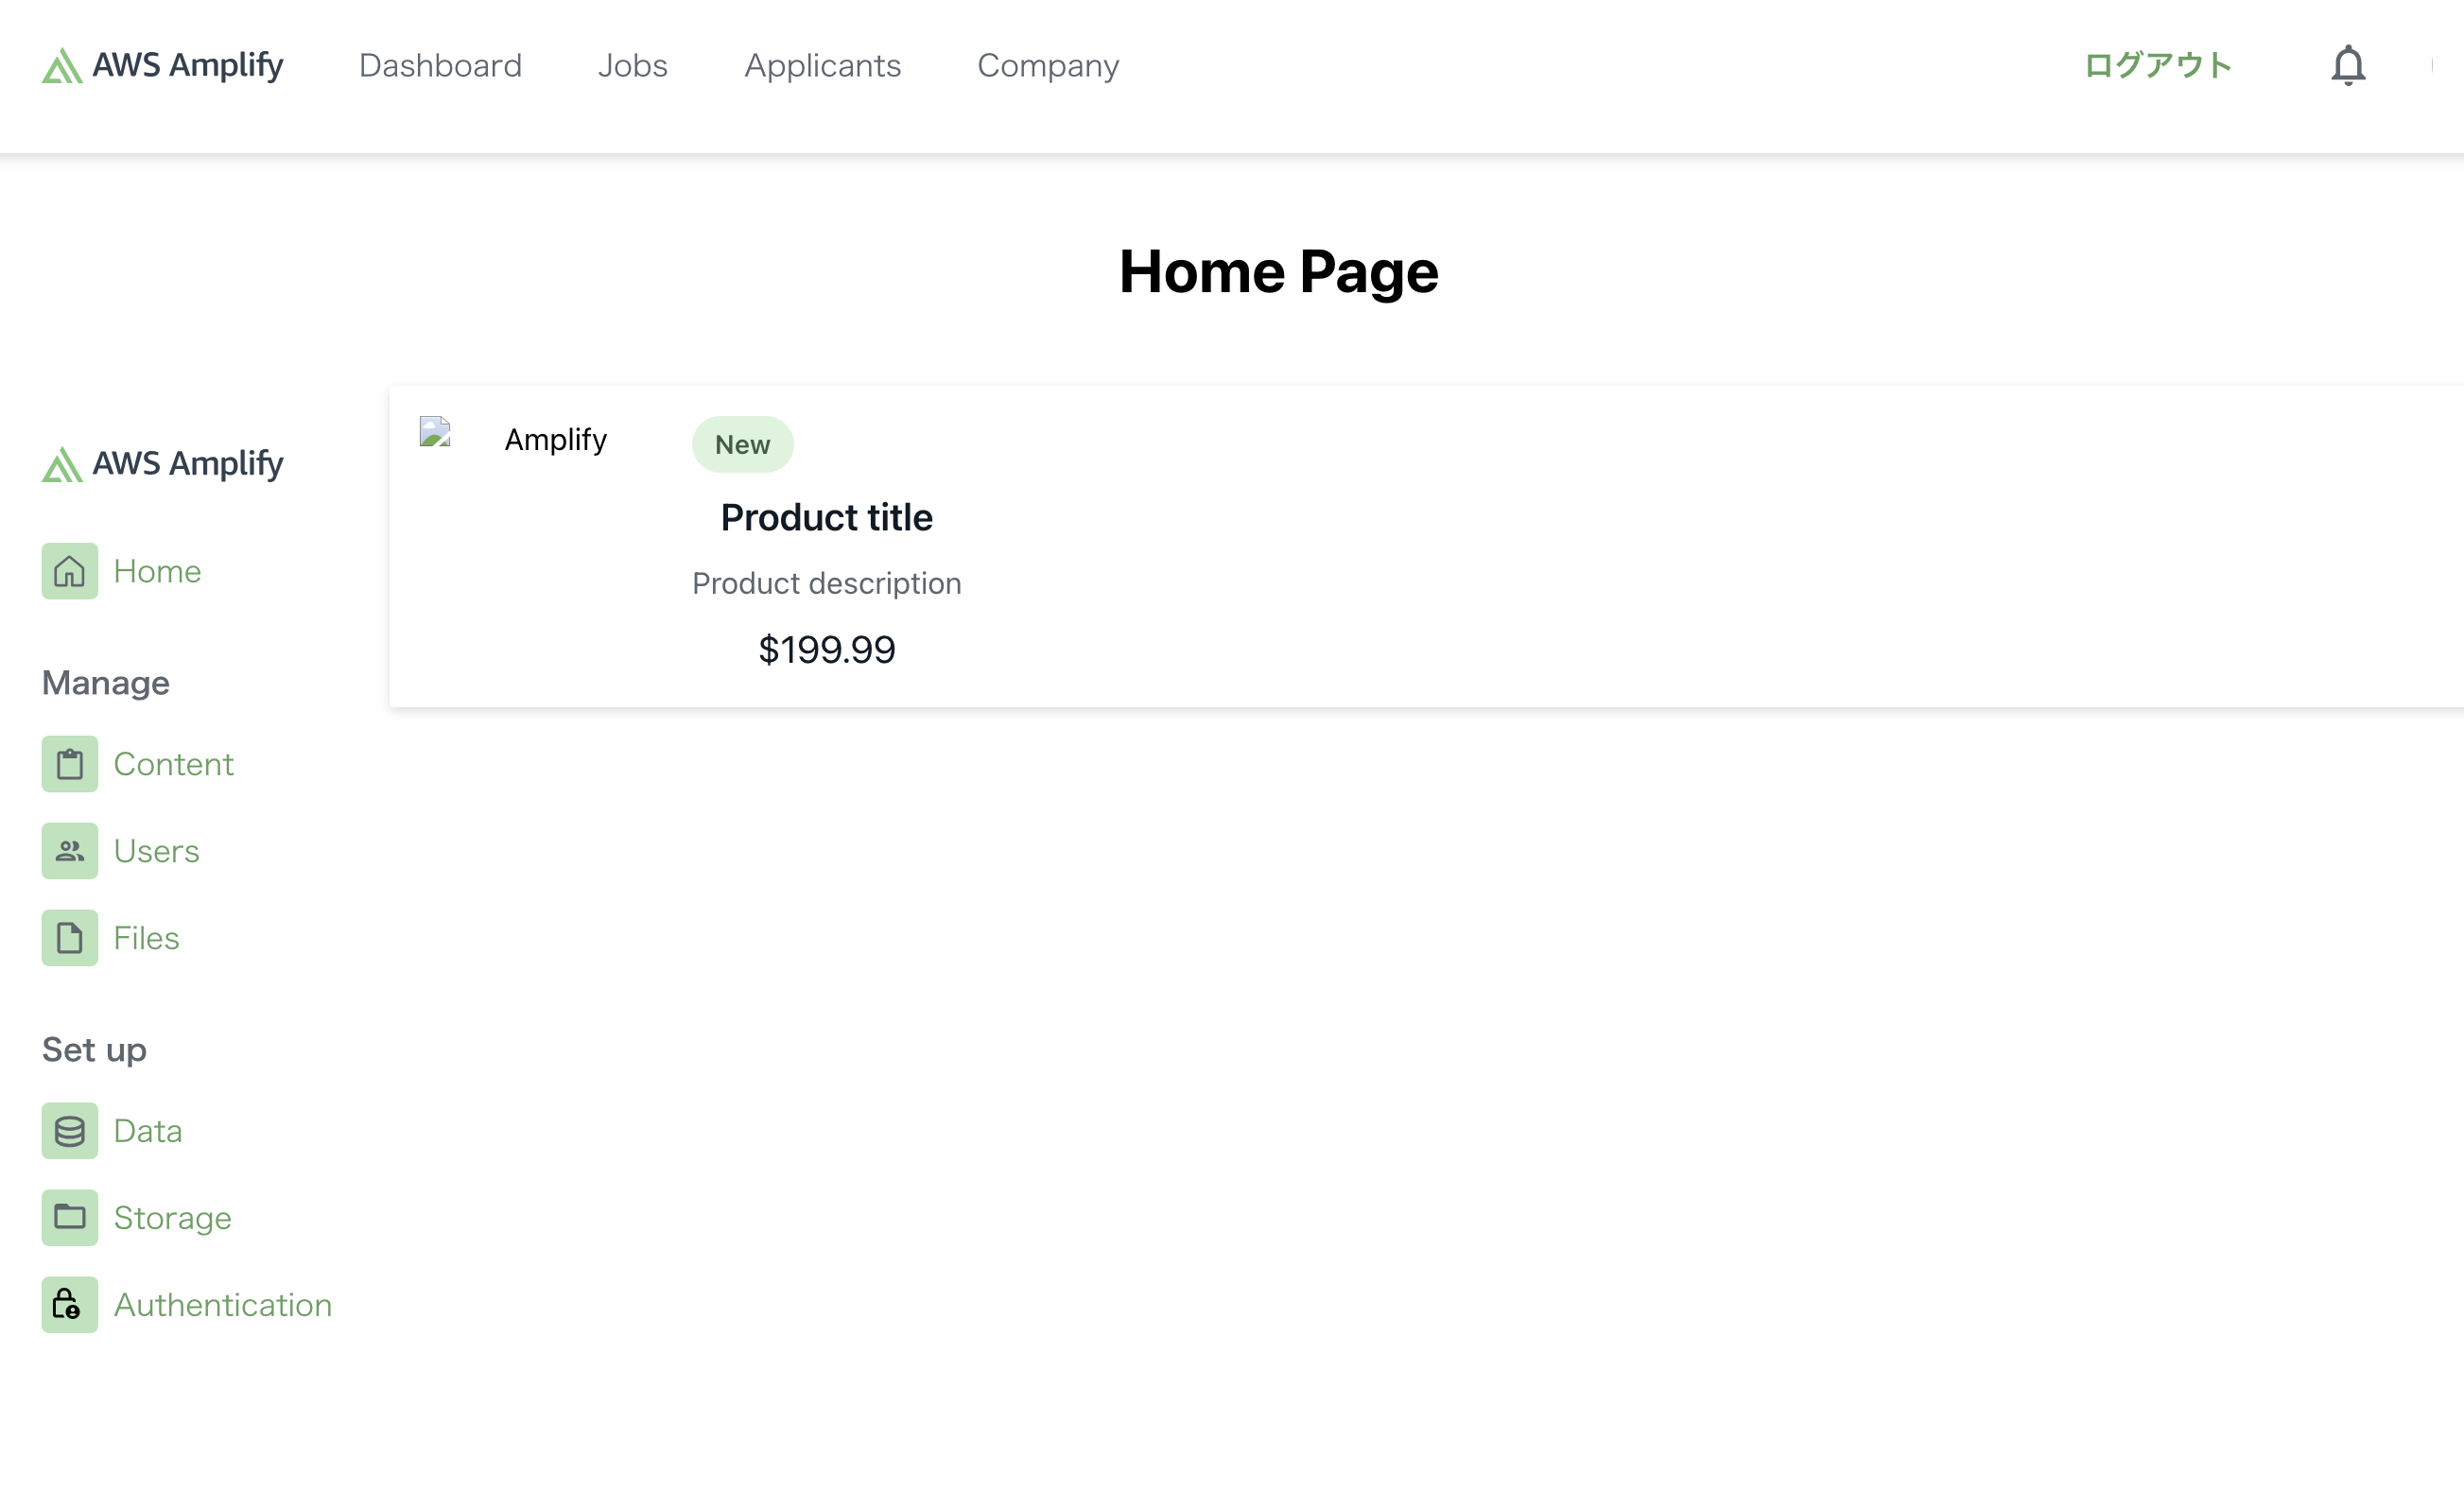 AWS Amplify Dashboard Jobs Applicants Company ログアウト
Home Page
AWS Amplify
Home
Manage
Content
Users
Files
Set up
Data
Storage
Authentication
Amplify
New
Product title
Product description
$199.99